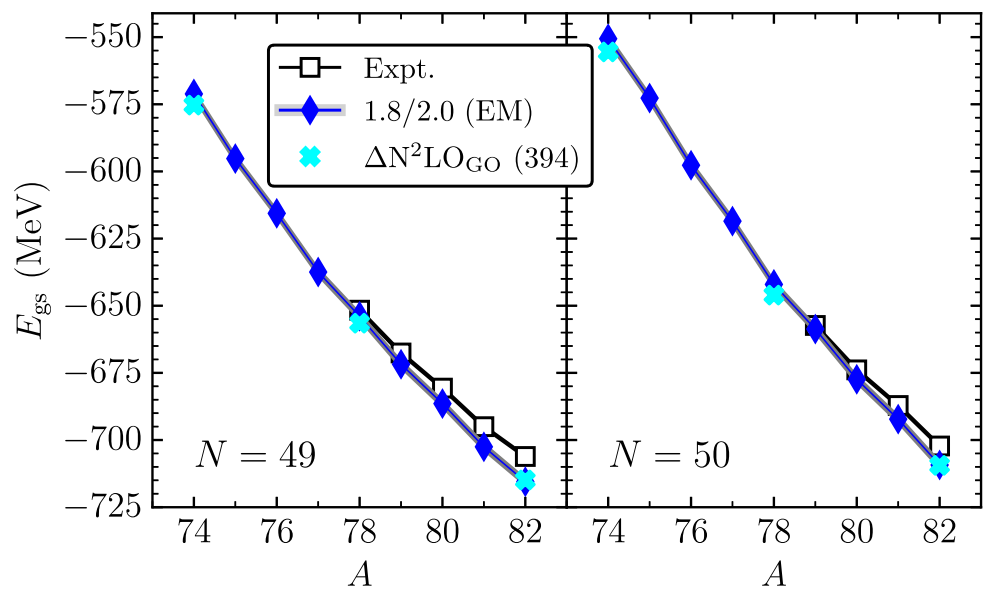 −550
−575
−600
−625
−650
−675
−700
−725
E_gs (MeV)
Expt.
1.8/2.0 (EM)
ΔN²LO_GO (394)
N = 49
N = 50
74 76 78 80 82
74 76 78 80 82
A
A